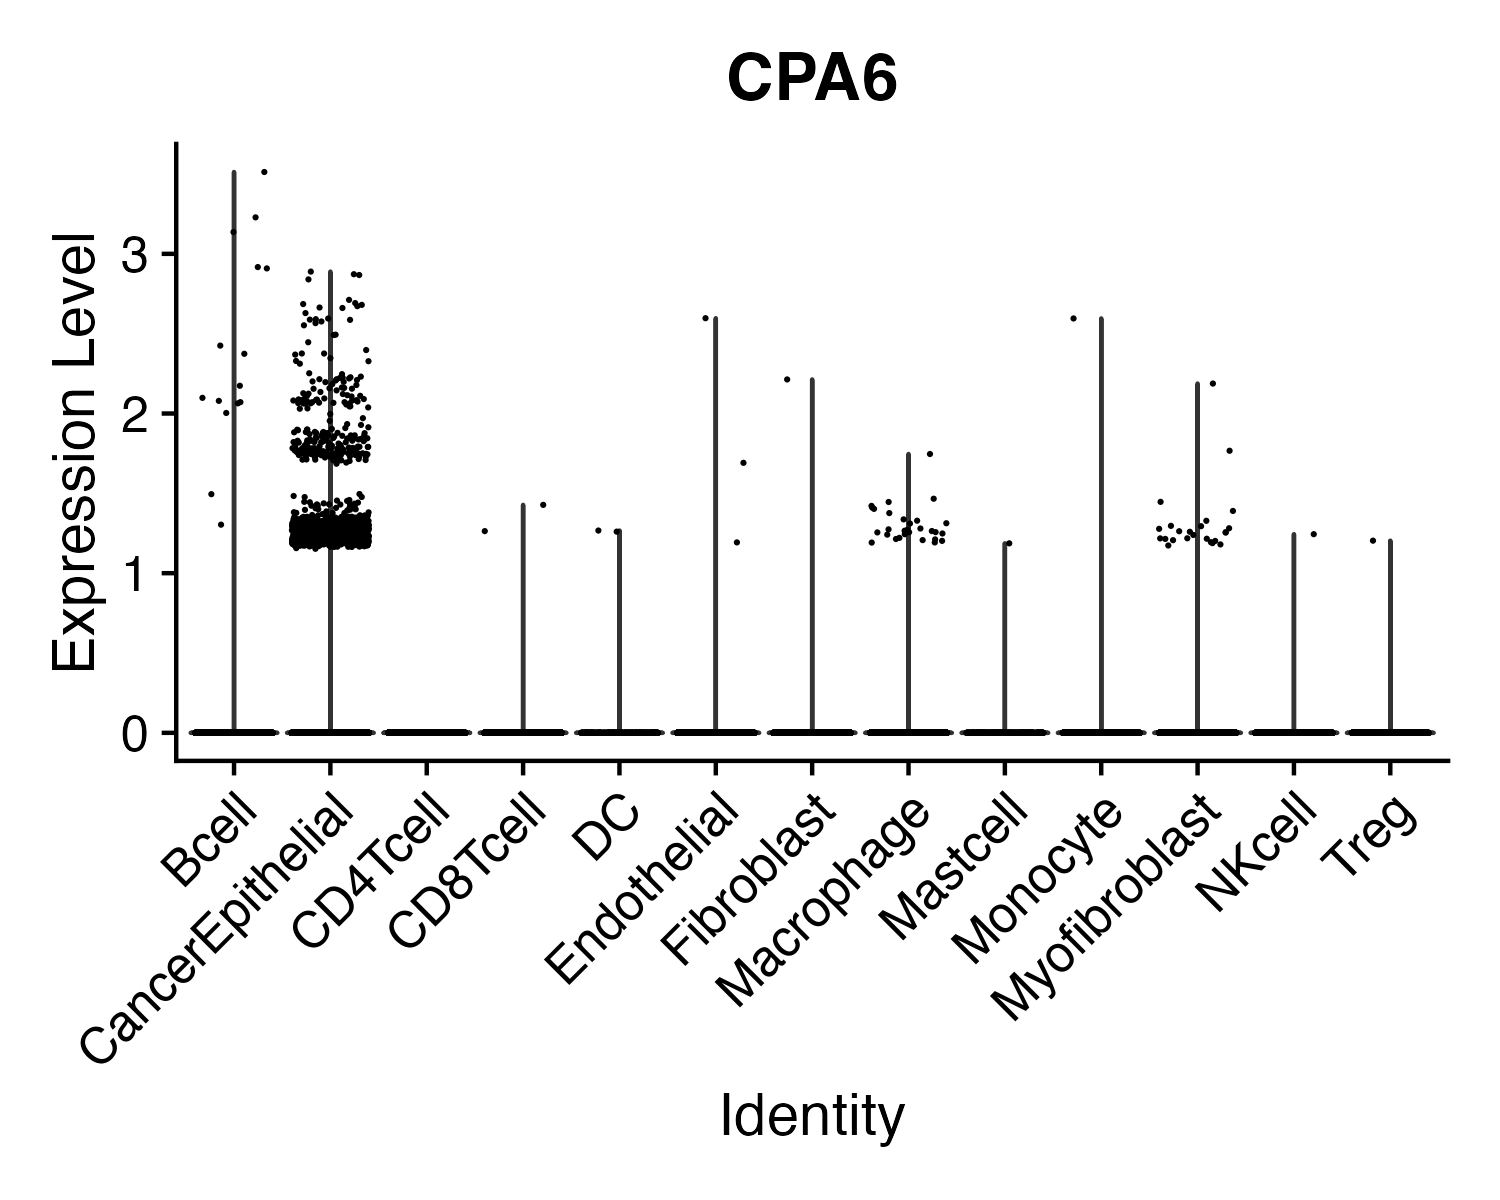 CPA6
Expression Level
3
2
1
0
Bcell
CancerEpithelial
CD4Tcell
CD8Tcell
DC
Endothelial
Fibroblast
Macrophage
Mastcell
Monocyte
Myofibroblast
NKcell
Treg
Identity